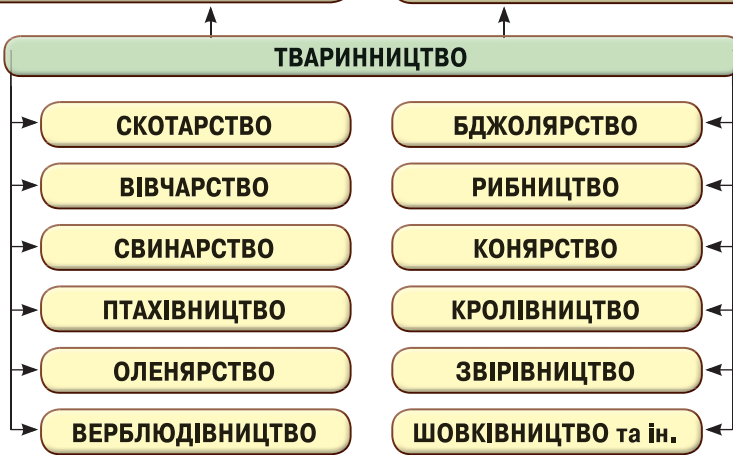 ТВАРИННИЦТВО
СКОТАРСТВО
ВІВЧАРСТВО
СВИНАРСТВО
ПТАХІВНИЦТВО
ОЛЕНЯРСТВО
ВЕРБЛЮДІВНИЦТВО
БДЖОЛЯРСТВО
РИБНИЦТВО
КОНЯРСТВО
КРОЛІВНИЦТВО
ЗВІРІВНИЦТВО
ШОВКІВНИЦТВО та ін.